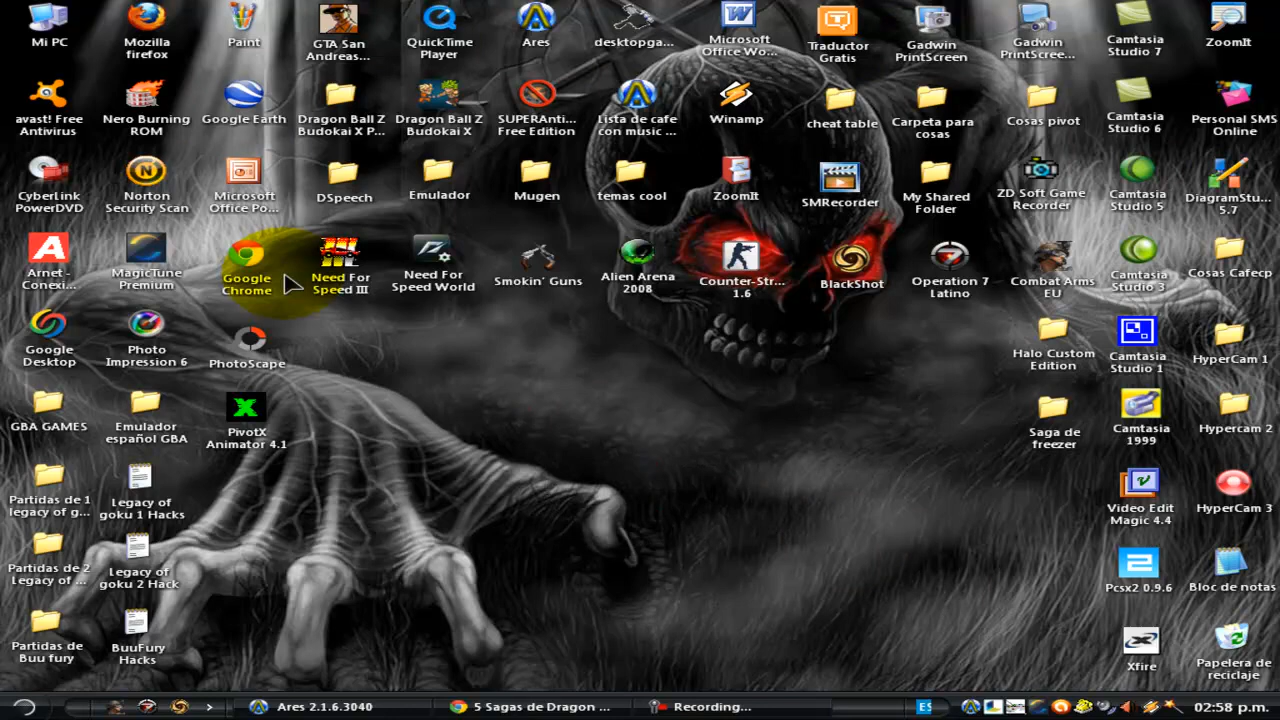 Mi PC
Mozilla
firefox
Paint
GTA San
Andreas...
QuickTime
Player
Ares
desktopga...
Microsoft
Office Wo...
Traductor
Gratis
Gadwin
PrintScreen
Gadwin
PrintScree...
Camtasia
Studio 7
ZoomIt
avast! Free
Antivirus
Nero Burning
ROM
Google Earth
Dragon Ball Z
Budokai X P...
Dragon Ball Z
Budokai X
SUPERAnti...
Free Edition
Lista de cafe
con music ...
Winamp
cheat table
Carpeta para
cosas
Cosas pivot
Camtasia
Studio 6
Personal SMS
Online
CyberLink
PowerDVD
Norton
Security Scan
Microsoft
Office Po...
DSpeech
Emulador
Mugen
temas cool
ZoomIt
SMRecorder
My Shared
Folder
ZD Soft Game
Recorder
Camtasia
Studio 5
DiagramStu...
5.7
Arnet -
Conexi...
MagicTune
Premium
Google
Chrome
Need For
Speed III
Need For
Speed World
Smokin' Guns
Alien Arena
2008
Counter-Str...
1.6
BlackShot
Operation 7
Latino
Combat Arms
EU
Camtasia
Studio 3
Cosas Cafecp
Google
Desktop
Photo
Impression 6
PhotoScape
Halo Custom
Edition
Camtasia
Studio 1
HyperCam 1
GBA GAMES
Emulador
español GBA
PivotX
Animator 4.1
Saga de
freezer
Camtasia
1999
Hypercam 2
Partidas de 1
legacy of g...
Legacy of
goku 1 Hacks
Video Edit
Magic 4.4
HyperCam 3
Partidas de 2
Legacy of ...
Legacy of
goku 2 Hack
Pcsx2 0.9.6
Bloc de notas
Partidas de
Buu fury
BuuFury
Hacks
Xfire
Papelera de
reciclaje
Ares 2.1.6.3040
5 Sagas de Dragon ...
Recording...
ES
02:58 p.m.